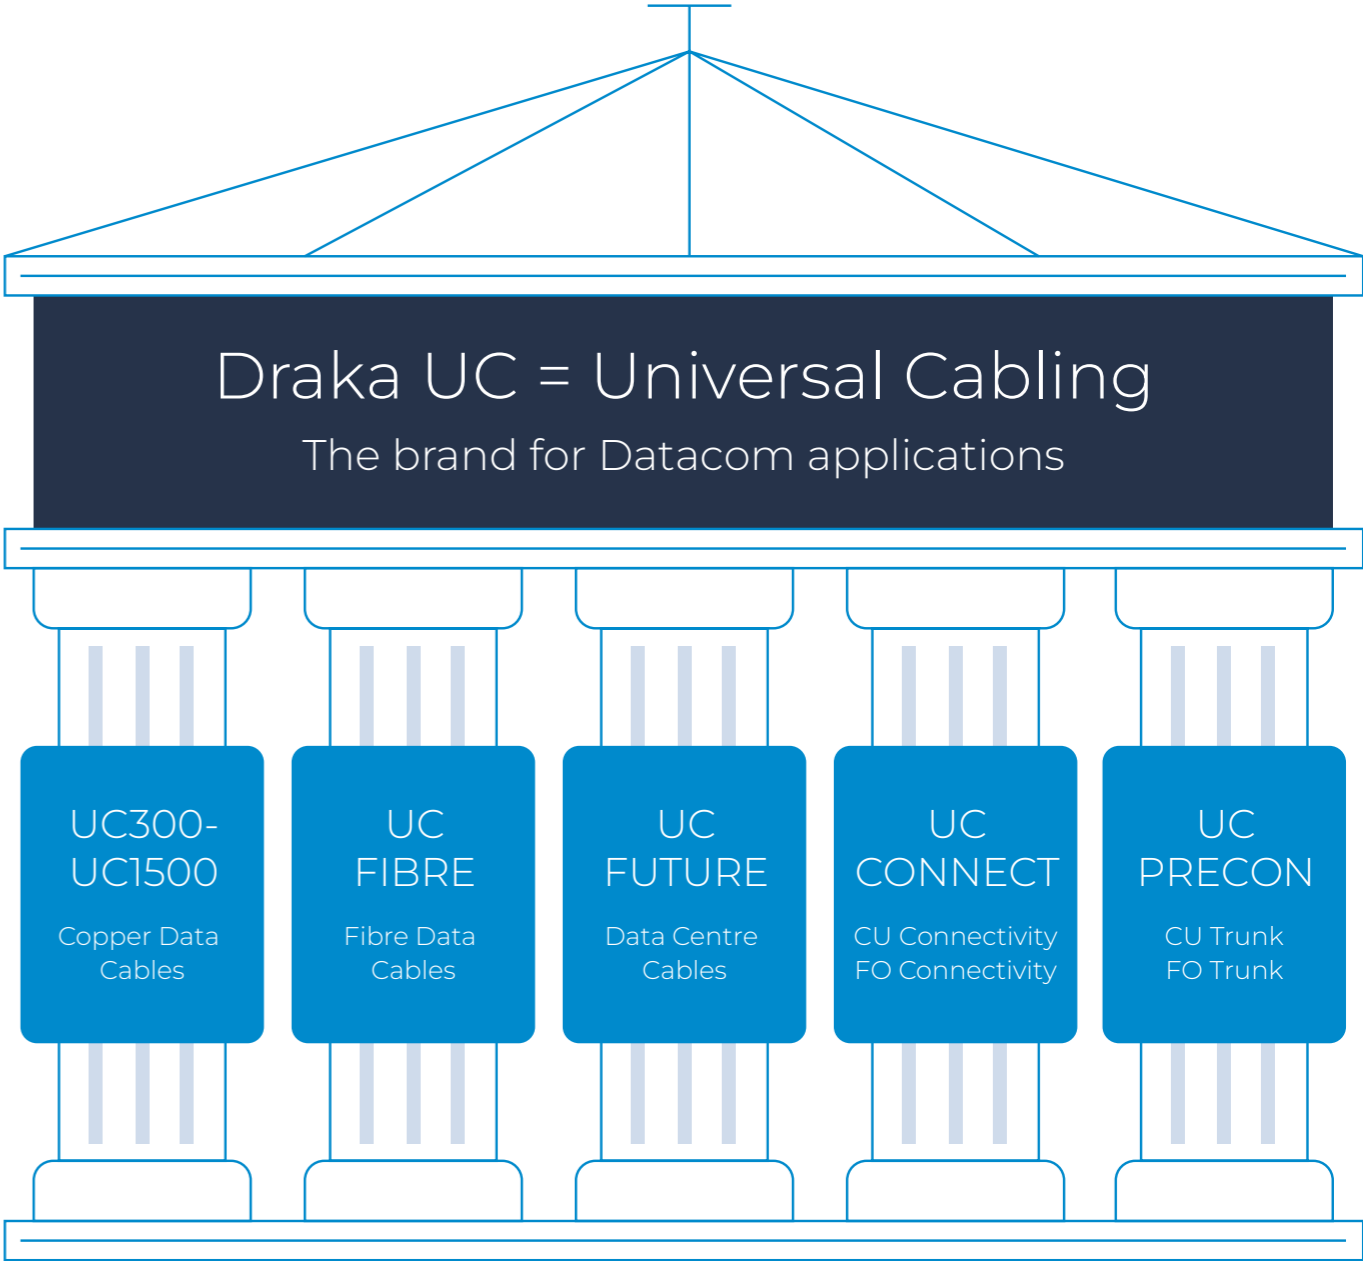 Draka UC = Universal Cabling
The brand for Datacom applications
UC300-
UC1500
Copper Data
Cables
UC
FIBRE
Fibre Data
Cables
UC
FUTURE
Data Centre
Cables
UC
CONNECT
CU Connectivity
FO Connectivity
UC
PRECON
CU Trunk
FO Trunk